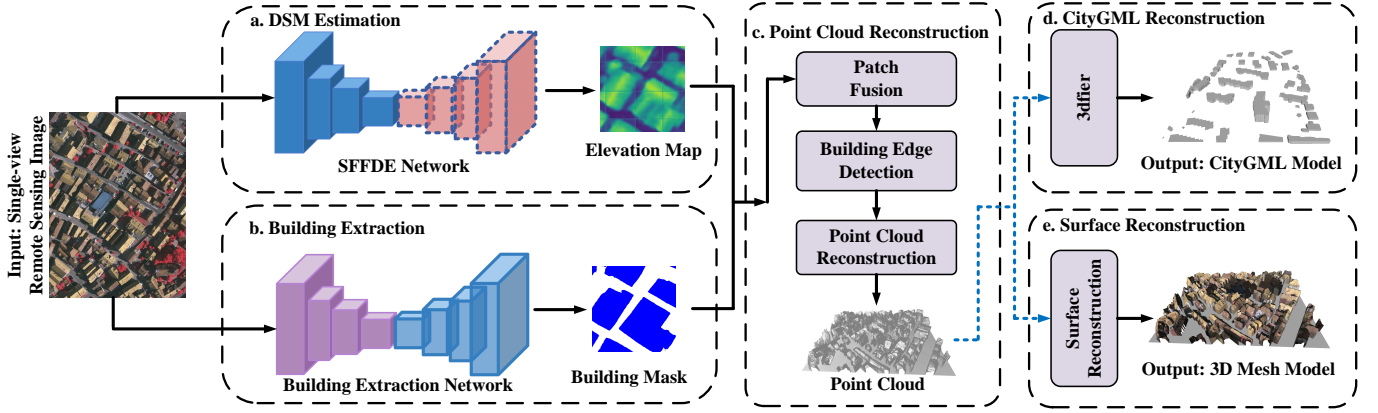 Input: Single-view
Remote Sensing Image
a. DSM Estimation
SFFDE Network
Elevation Map
b. Building Extraction
Building Extraction Network
Building Mask
c. Point Cloud Reconstruction
Patch
Fusion
Building Edge
Detection
Point Cloud
Reconstruction
Point Cloud
d. CityGML Reconstruction
3dfier
Output: CityGML Model
e. Surface Reconstruction
Surface
Reconstruction
Output: 3D Mesh Model